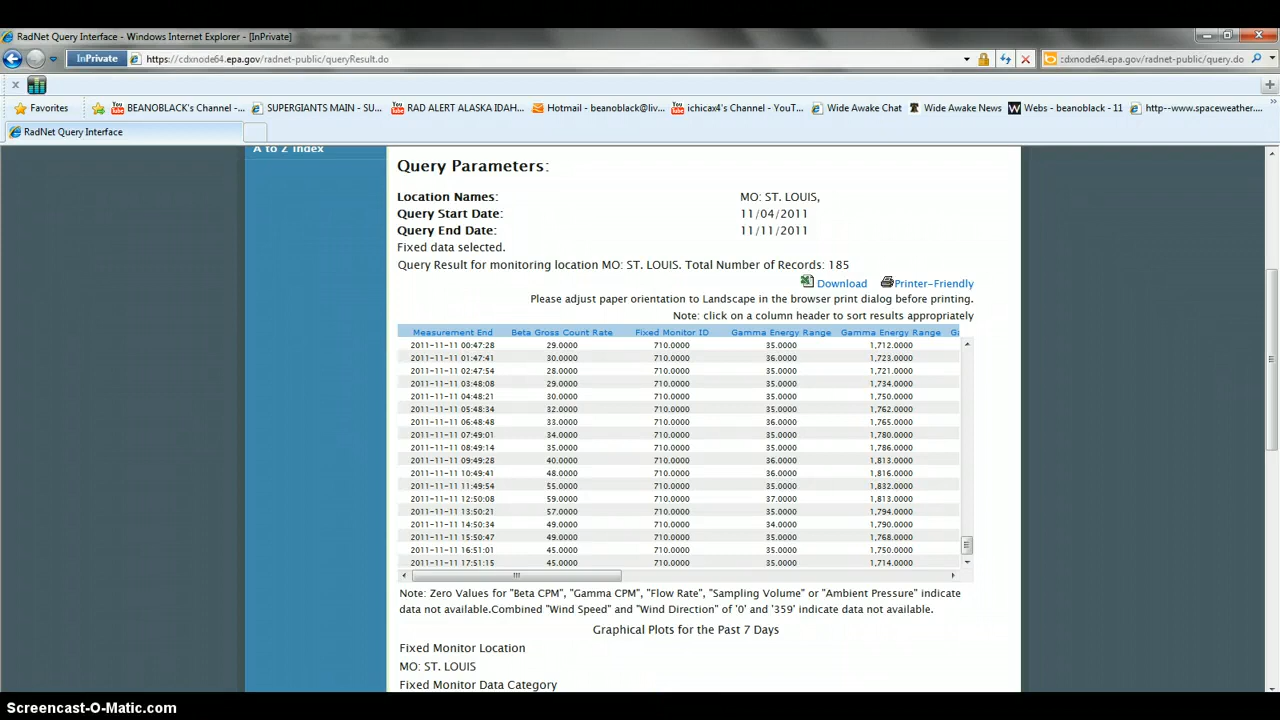 RadNet Query Interface - Windows Internet Explorer - [InPrivate]
InPrivate https://cdxnode64.epa.gov/radnet-public/queryResult.do :dxnode64.epa.gov/radnet-public/query.do
Favorites BEANOBLACK's Channel -... SUPERGIANTS MAIN - SU... RAD ALERT ALASKA IDAH... Hotmail - beanoblack@liv... ichicax4's Channel - YouT... Wide Awake Chat Wide Awake News Webs - beanoblack - 11 http--www.spaceweather....
RadNet Query Interface
A to Z Index
Query Parameters:
Location Names: MO: ST. LOUIS,
Query Start Date: 11/04/2011
Query End Date: 11/11/2011
Fixed data selected.
Query Result for monitoring location MO: ST. LOUIS. Total Number of Records: 185
Download Printer-Friendly
Please adjust paper orientation to Landscape in the browser print dialog before printing.
Note: click on a column header to sort results appropriately
Measurement End Beta Gross Count Rate Fixed Monitor ID Gamma Energy Range Gamma Energy Range Ga
2011-11-11 00:47:28 29.0000 710.0000 35.0000 1,712.0000
2011-11-11 01:47:41 30.0000 710.0000 36.0000 1,723.0000
2011-11-11 02:47:54 28.0000 710.0000 35.0000 1,721.0000
2011-11-11 03:48:08 29.0000 710.0000 35.0000 1,734.0000
2011-11-11 04:48:21 30.0000 710.0000 35.0000 1,750.0000
2011-11-11 05:48:34 32.0000 710.0000 35.0000 1,762.0000
2011-11-11 06:48:48 33.0000 710.0000 36.0000 1,765.0000
2011-11-11 07:49:01 34.0000 710.0000 35.0000 1,780.0000
2011-11-11 08:49:14 35.0000 710.0000 35.0000 1,786.0000
2011-11-11 09:49:28 40.0000 710.0000 36.0000 1,813.0000
2011-11-11 10:49:41 48.0000 710.0000 36.0000 1,816.0000
2011-11-11 11:49:54 55.0000 710.0000 35.0000 1,832.0000
2011-11-11 12:50:08 59.0000 710.0000 37.0000 1,813.0000
2011-11-11 13:50:21 57.0000 710.0000 35.0000 1,794.0000
2011-11-11 14:50:34 49.0000 710.0000 34.0000 1,790.0000
2011-11-11 15:50:47 49.0000 710.0000 35.0000 1,768.0000
2011-11-11 16:51:01 45.0000 710.0000 35.0000 1,750.0000
2011-11-11 17:51:15 45.0000 710.0000 35.0000 1,714.0000
Note: Zero Values for "Beta CPM", "Gamma CPM", "Flow Rate", "Sampling Volume" or "Ambient Pressure" indicate
data not available.Combined "Wind Speed" and "Wind Direction" of '0' and '359' indicate data not available.
Graphical Plots for the Past 7 Days
Fixed Monitor Location
MO: ST. LOUIS
Fixed Monitor Data Category
Screencast-O-Matic.com